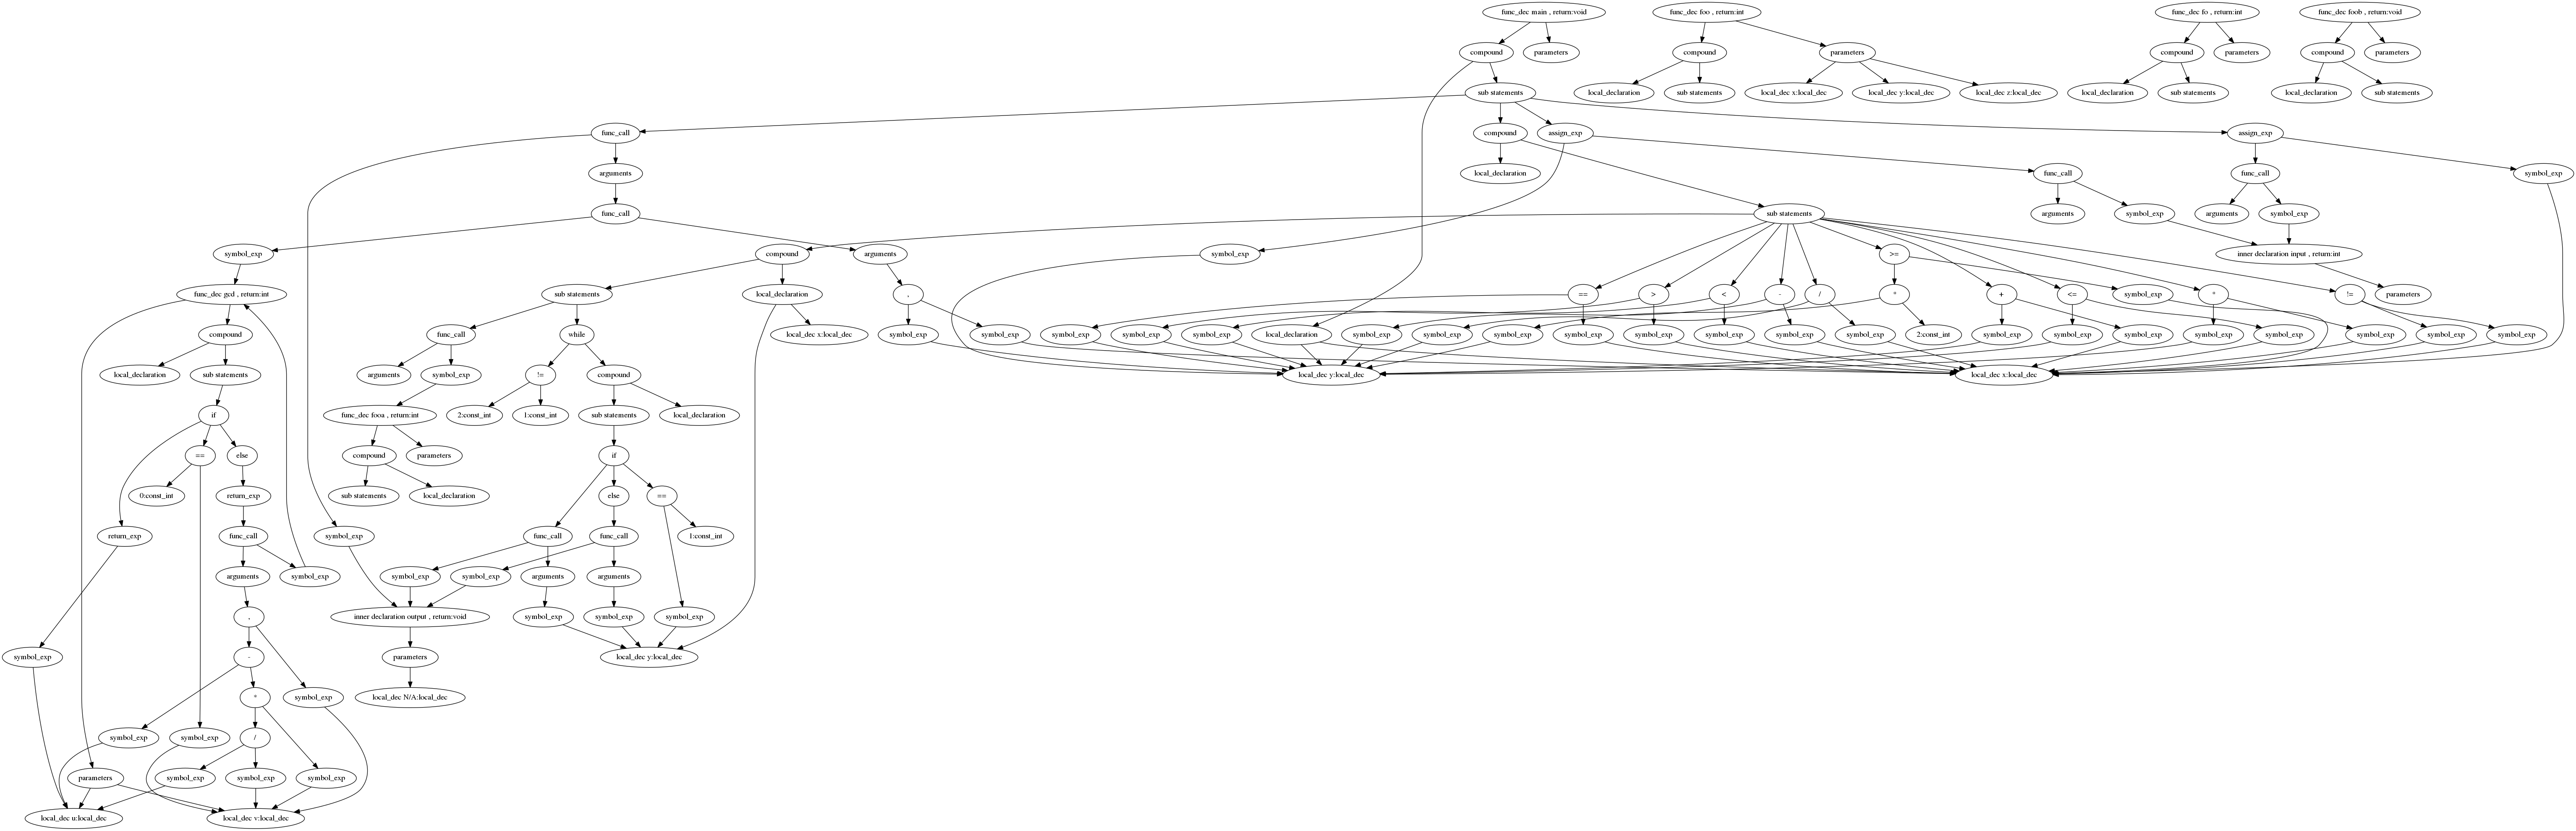 func_dec main , return:void
func_dec foo , return:int
func_dec fo , return:int
func_dec foob , return:void
compound
parameters
compound
parameters
compound
parameters
compound
parameters
sub statements
local_declaration
sub statements
local_dec x:local_dec
local_dec y:local_dec
local_dec z:local_dec
local_declaration
sub statements
local_declaration
sub statements
func_call
compound
assign_exp
assign_exp
arguments
local_declaration
func_call
func_call
symbol_exp
func_call
sub statements
arguments
symbol_exp
arguments
symbol_exp
symbol_exp
compound
arguments
symbol_exp
>=
inner declaration input , return:int
func_dec gcd , return:int
sub statements
local_declaration
,
==
>
<
-
/
*
+
<=
symbol_exp
*
!=
parameters
compound
func_call
while
local_dec x:local_dec
symbol_exp
symbol_exp
symbol_exp
symbol_exp
symbol_exp
local_declaration
symbol_exp
symbol_exp
symbol_exp
symbol_exp
symbol_exp
symbol_exp
symbol_exp
symbol_exp
2:const_int
symbol_exp
symbol_exp
symbol_exp
symbol_exp
symbol_exp
symbol_exp
symbol_exp
symbol_exp
local_declaration
sub statements
arguments
symbol_exp
!=
compound
local_dec y:local_dec
local_dec x:local_dec
if
func_dec fooa , return:int
2:const_int
1:const_int
sub statements
local_declaration
==
else
compound
parameters
if
0:const_int
return_exp
sub statements
local_declaration
else
==
return_exp
func_call
symbol_exp
func_call
func_call
1:const_int
arguments
symbol_exp
symbol_exp
symbol_exp
arguments
arguments
,
inner declaration output , return:void
symbol_exp
symbol_exp
symbol_exp
symbol_exp
-
parameters
local_dec y:local_dec
*
symbol_exp
local_dec N/A:local_dec
symbol_exp
symbol_exp
/
parameters
symbol_exp
symbol_exp
symbol_exp
local_dec u:local_dec
local_dec v:local_dec